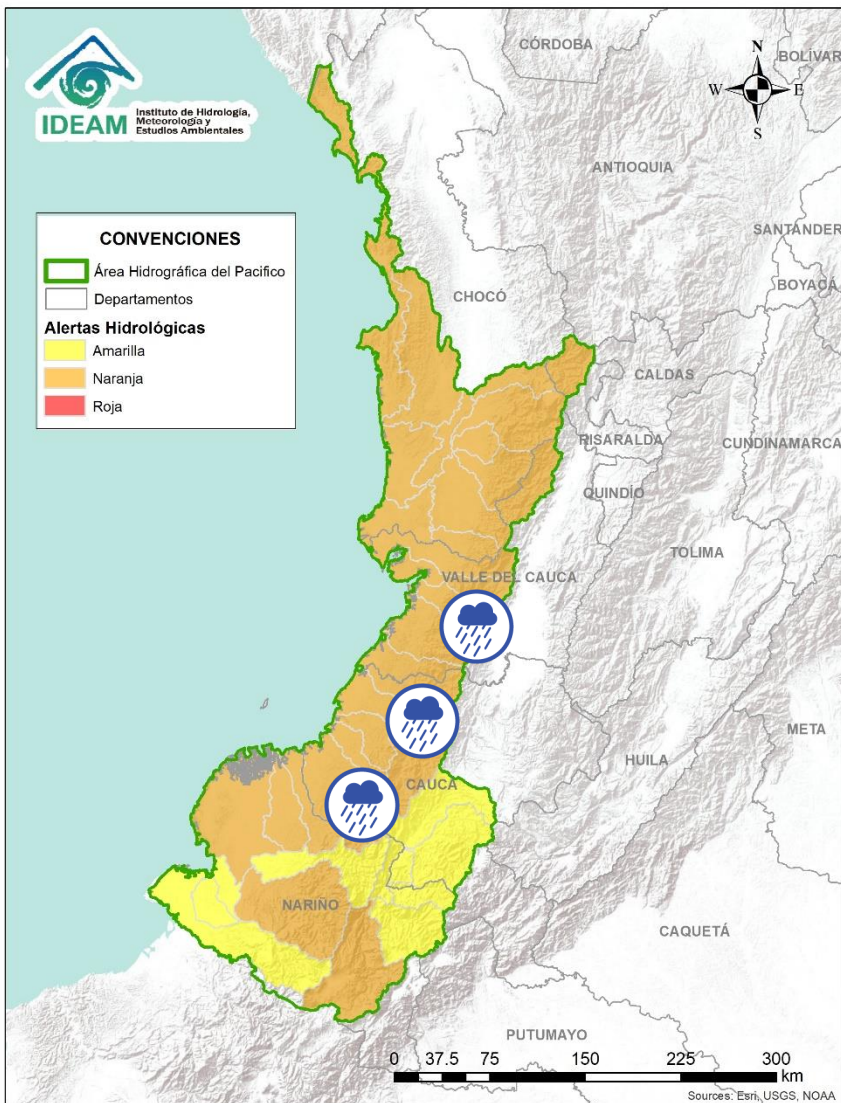 IDEAM
Instituto de Hidrología,
Meteorología y
Estudios Ambientales
CÓRDOBA
BOLÍVAR
N
W
E
S
ANTIOQUIA
SANTANDER
BOYACÁ
CONVENCIONES
Área Hidrográfica del Pacifico
Departamentos
Alertas Hidrológicas
Amarilla
Naranja
Roja
CHOCÓ
CALDAS
RISARALDA
CUNDINAMARCA
QUINDÍO
TOLIMA
VALLE DEL CAUCA
META
HUILA
CAUCA
NARIÑO
CAQUETÁ
PUTUMAYO
0 37.5 75 150 225 300
km
Sources: Esri, USGS, NOAA